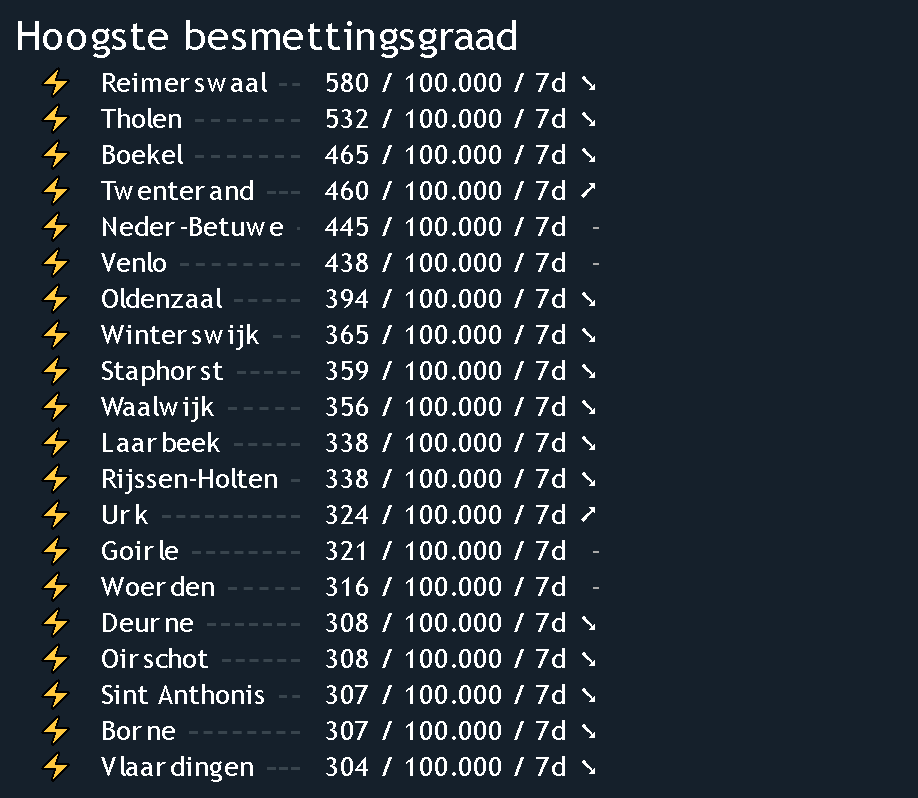 Hoogste besmettingsgraad
⚡ Reimerswaal -- 580 / 100.000 / 7d ➘
⚡ Tholen ------- 532 / 100.000 / 7d ➘
⚡ Boekel ------- 465 / 100.000 / 7d ➘
⚡ Twenterand --- 460 / 100.000 / 7d ➚
⚡ Neder-Betuwe - 445 / 100.000 / 7d -
⚡ Venlo -------- 438 / 100.000 / 7d -
⚡ Oldenzaal ----- 394 / 100.000 / 7d ➘
⚡ Winterswijk -- 365 / 100.000 / 7d ➘
⚡ Staphorst ----- 359 / 100.000 / 7d ➘
⚡ Waalwijk ----- 356 / 100.000 / 7d ➘
⚡ Laarbeek ----- 338 / 100.000 / 7d ➘
⚡ Rijssen-Holten - 338 / 100.000 / 7d ➘
⚡ Urk ---------- 324 / 100.000 / 7d ➚
⚡ Goirle -------- 321 / 100.000 / 7d -
⚡ Woerden ----- 316 / 100.000 / 7d -
⚡ Deurne ------- 308 / 100.000 / 7d ➘
⚡ Oirschot ------ 308 / 100.000 / 7d ➘
⚡ Sint Anthonis -- 307 / 100.000 / 7d ➘
⚡ Borne -------- 307 / 100.000 / 7d ➘
⚡ Vlaardingen --- 304 / 100.000 / 7d ➘